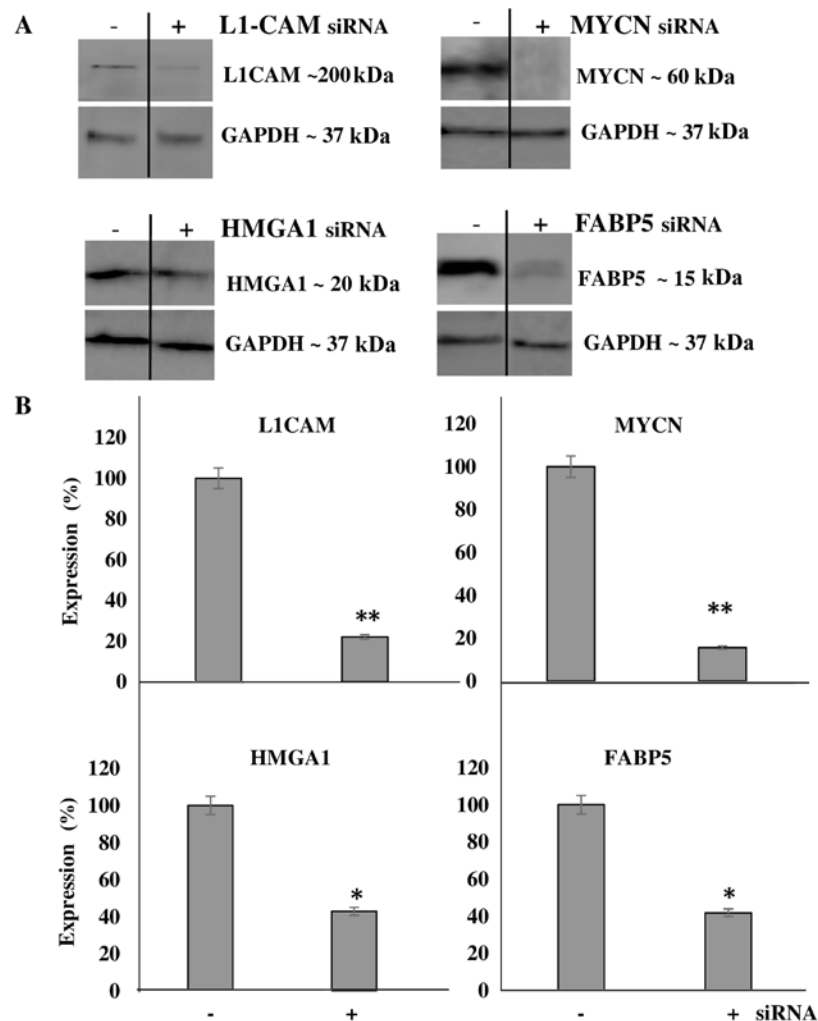 A
- + L1-CAM siRNA
L1CAM ~200 kDa
GAPDH ~ 37 kDa
- + MYCN siRNA
MYCN ~ 60 kDa
GAPDH ~ 37 kDa
- + HMGA1 siRNA
HMGA1 ~ 20 kDa
GAPDH ~ 37 kDa
- + FABP5 siRNA
FABP5 ~ 15 kDa
GAPDH ~ 37 kDa
B
L1CAM
Expression (%)
120
100
80
60
40
20
0
**
MYCN
120
100
80
60
40
20
0
**
HMGA1
Expression (%)
120
100
80
60
40
20
0
*
- +
FABP5
120
100
80
60
40
20
0
*
- + siRNA